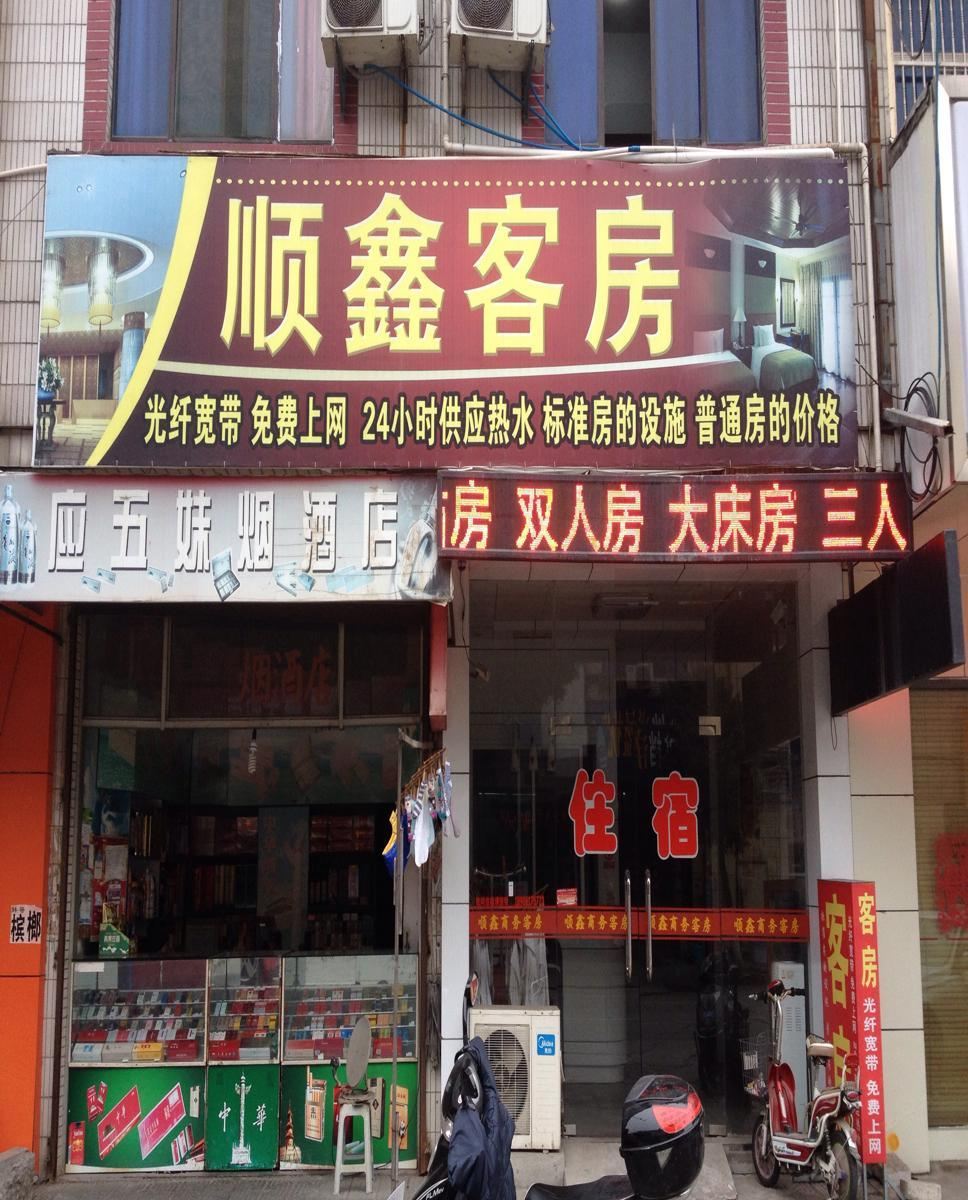 顺鑫客房
光纤宽带 免费上网 24小时供应热水 标准房的设施 普通房的价格
应五妹烟酒店
房 双人房 大床房 三人
烟酒店
住宿
顺鑫商务客房 顺鑫商务客房 顺鑫商务客房 顺鑫商务客房
槟榔
中华
Midea
客房
客房 光纤宽带 免费上网